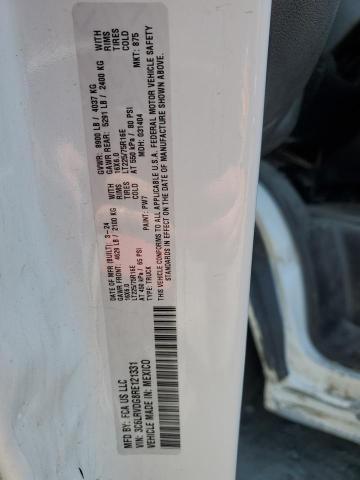 MFD BY: FCA US LLC
VIN: 3C6LRVDG8RE121331
VEHICLE MADE IN: MEXICO
DATE OF MFR (BUILT): 3-24
GAWR FRONT: 4629 LB / 2100 KG WITH
16X6.0 RIMS
LT225/75R16E TIRES
AT 450 kPa / 65 PSI COLD
TYPE: TRUCK
PAINT: PW7
GVWR: 8900 LB / 4037 KG
GAWR REAR: 5291 LB / 2400 KG WITH
16X6.0 RIMS
LT225/75R16E TIRES
AT 550 kPa / 80 PSI COLD
MDH: 031404
MKT: 875
THIS VEHICLE CONFORMS TO ALL APPLICABLE U.S.A. FEDERAL MOTOR VEHICLE SAFETY
STANDARDS IN EFFECT ON THE DATE OF MANUFACTURE SHOWN ABOVE